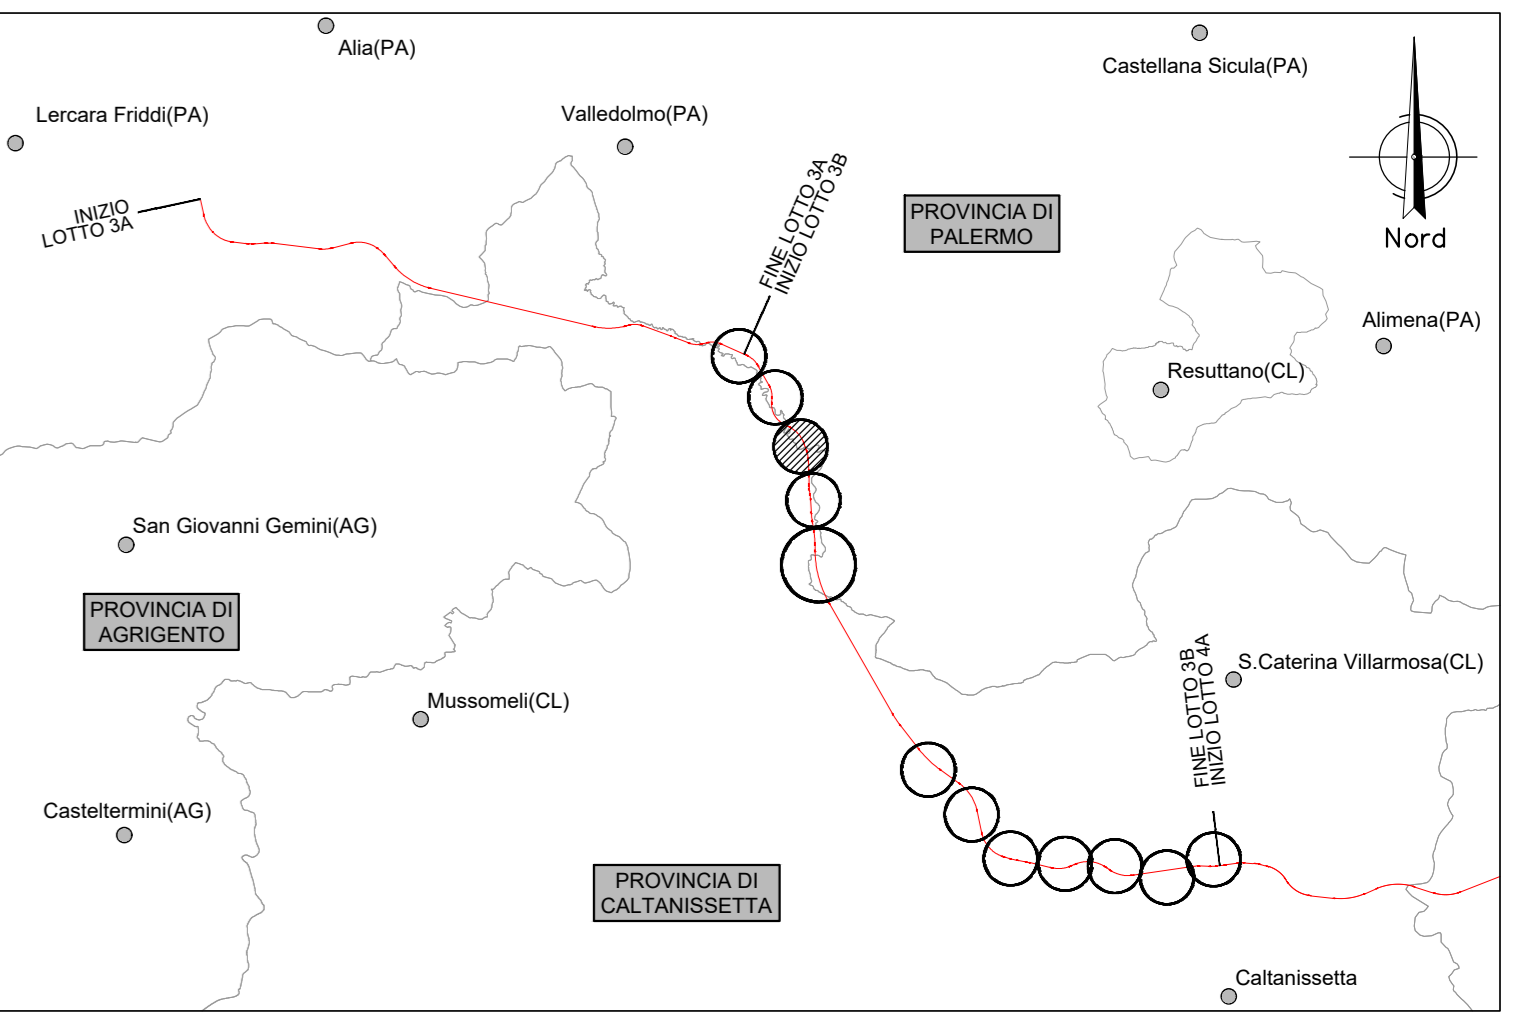 Alia(PA)
Castellana Sicula(PA)
Lercara Friddi(PA)
Valledolmo(PA)
INIZIO
LOTTO 3A
FINE LOTTO 3A
INIZIO LOTTO 3B
PROVINCIA DI
PALERMO
Nord
Alimena(PA)
Resuttano(CL)
San Giovanni Gemini(AG)
PROVINCIA DI
AGRIGENTO
FINE LOTTO 3B
INIZIO LOTTO 4A
S.Caterina Villarmosa(CL)
Mussomeli(CL)
Casteltermini(AG)
PROVINCIA DI
CALTANISSETTA
Caltanissetta